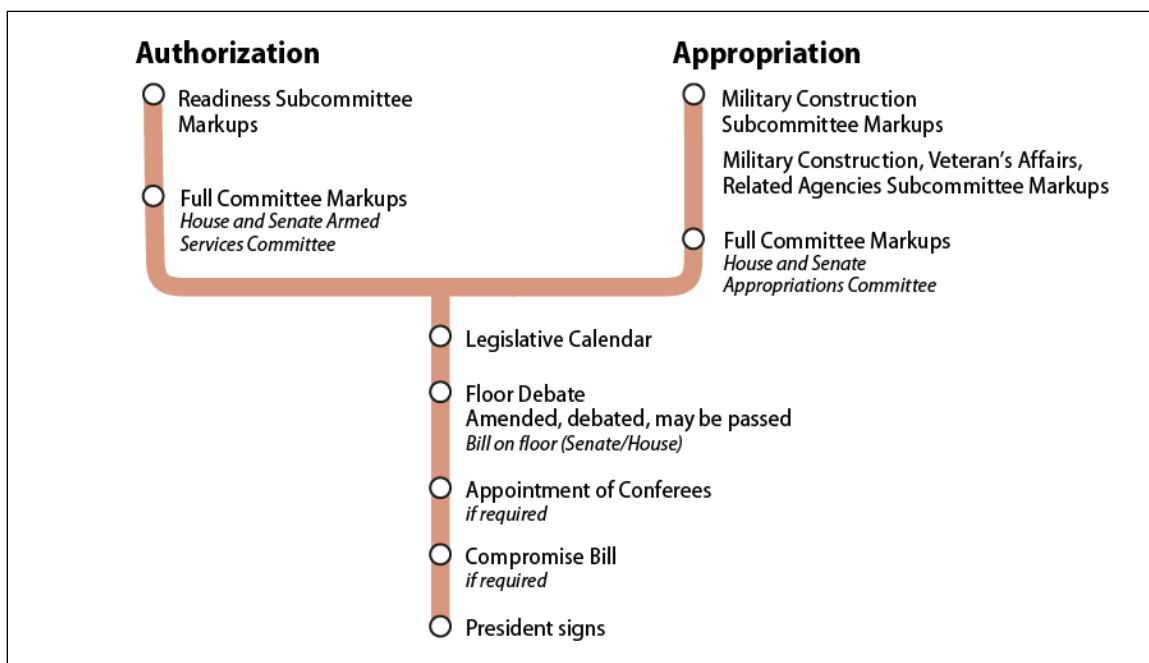 Authorization
Readiness Subcommittee
Markups
Full Committee Markups
House and Senate Armed
Services Committee
Appropriation
Military Construction
Subcommittee Markups
Military Construction, Veteran's Affairs,
Related Agencies Subcommittee Markups
Full Committee Markups
House and Senate
Appropriations Committee
Legislative Calendar
Floor Debate
Amended, debated, may be passed
Bill on floor (Senate/House)
Appointment of Conferees
if required
Compromise Bill
if required
President signs